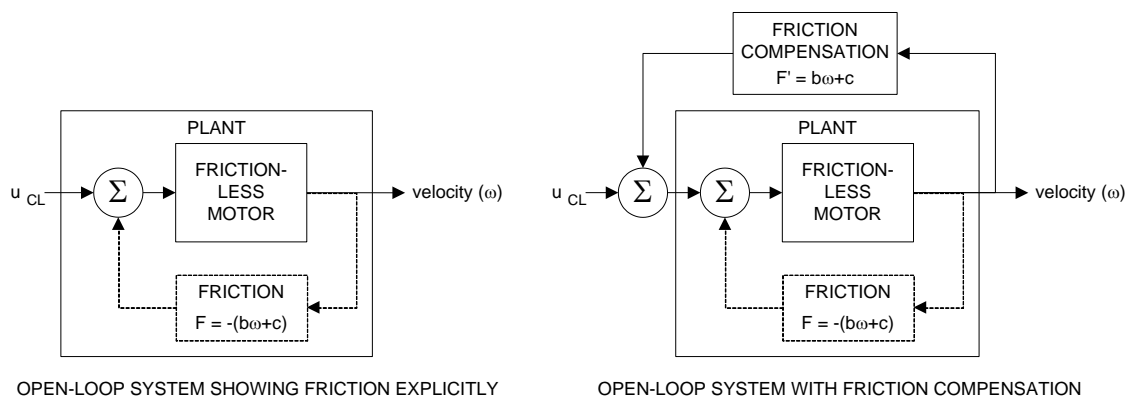 PLANT
u CL
Σ
FRICTION-
LESS
MOTOR
velocity (ω)
FRICTION
F = -(bω+c)
OPEN-LOOP SYSTEM SHOWING FRICTION EXPLICITLY
FRICTION
COMPENSATION
F' = bω+c
PLANT
u CL
Σ
Σ
FRICTION-
LESS
MOTOR
velocity (ω)
FRICTION
F = -(bω+c)
OPEN-LOOP SYSTEM WITH FRICTION COMPENSATION